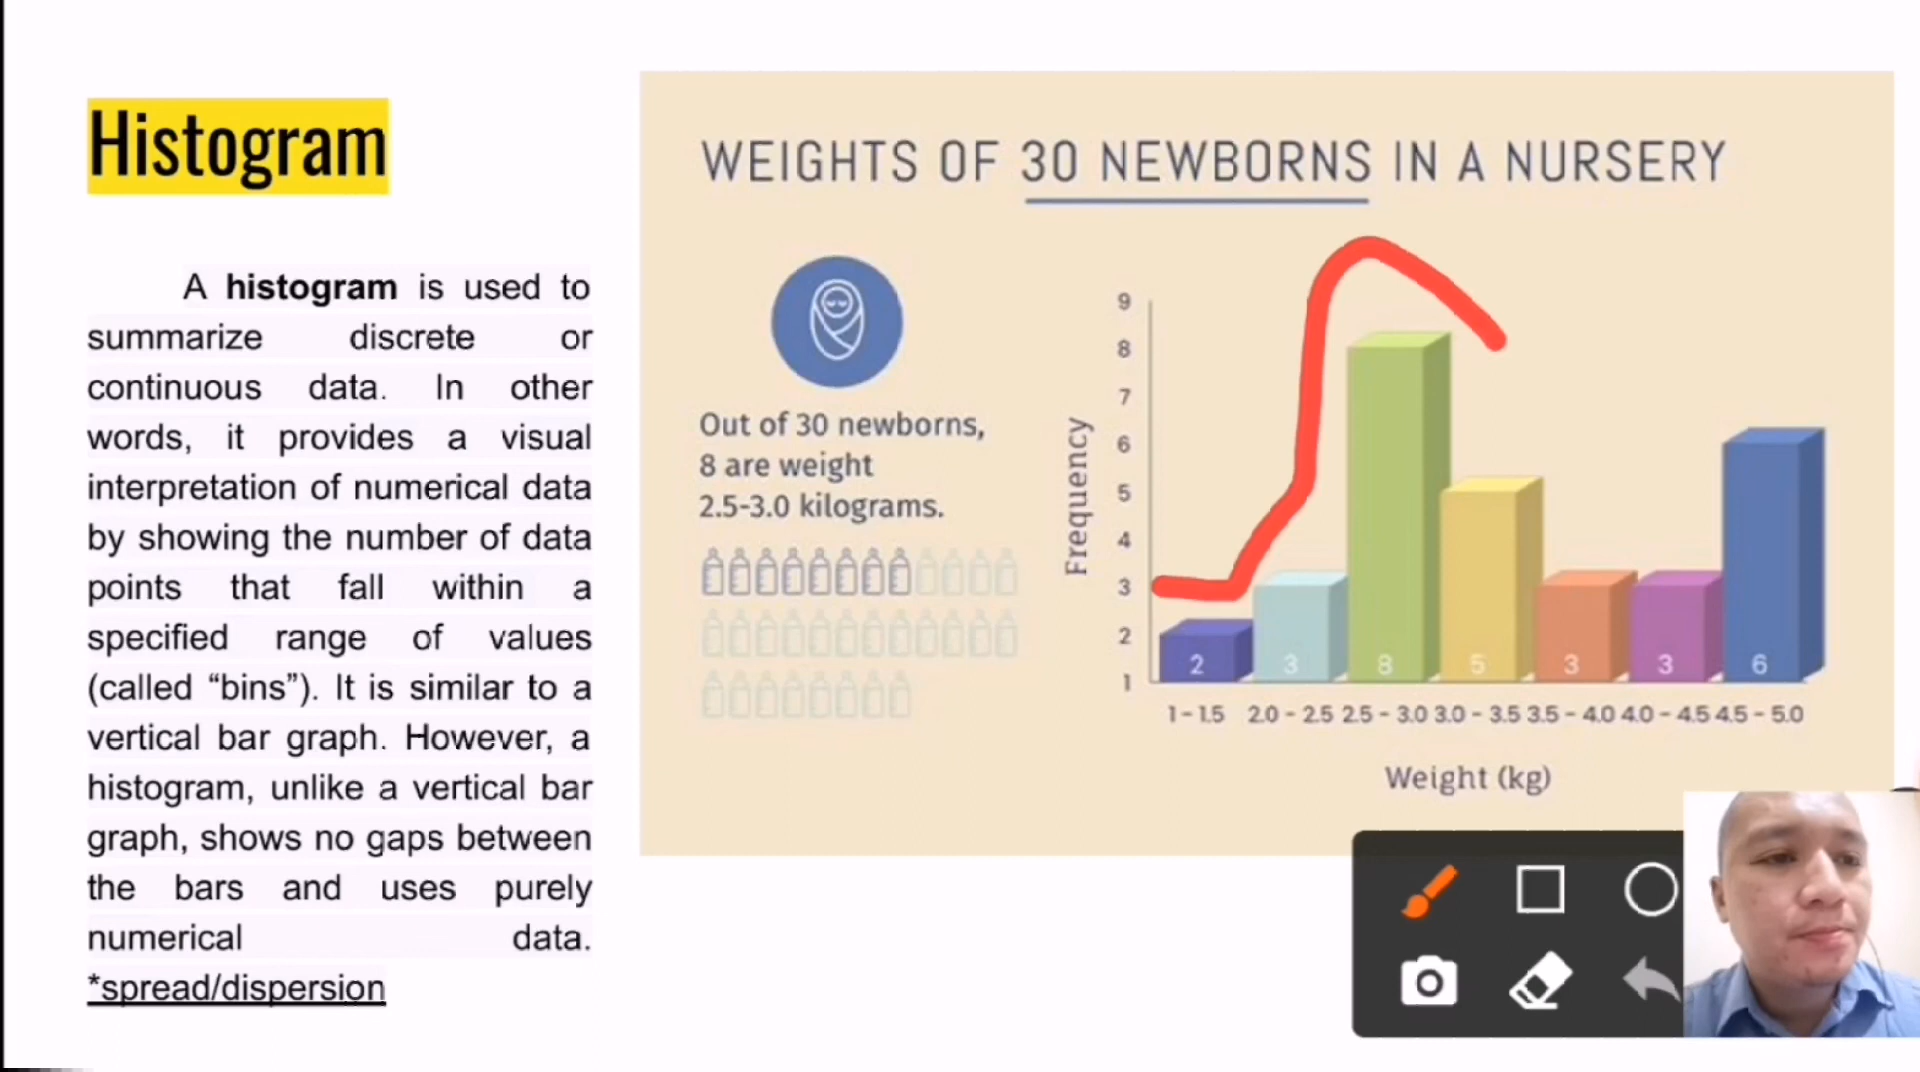 Histogram
A histogram is used to
summarize discrete or
continuous data. In other
words, it provides a visual
interpretation of numerical data
by showing the number of data
points that fall within a
specified range of values
(called “bins”). It is similar to a
vertical bar graph. However, a
histogram, unlike a vertical bar
graph, shows no gaps between
the bars and uses purely
numerical data.
*spread/dispersion
WEIGHTS OF 30 NEWBORNS IN A NURSERY
Out of 30 newborns,
8 are weight
2.5-3.0 kilograms.
Frequency
9
8
7
6
5
4
3
2
1
2 3 8 5 3 3 6
1 - 1.5 2.0 - 2.5 2.5 - 3.0 3.0 - 3.5 3.5 - 4.0 4.0 - 4.5 4.5 - 5.0
Weight (kg)